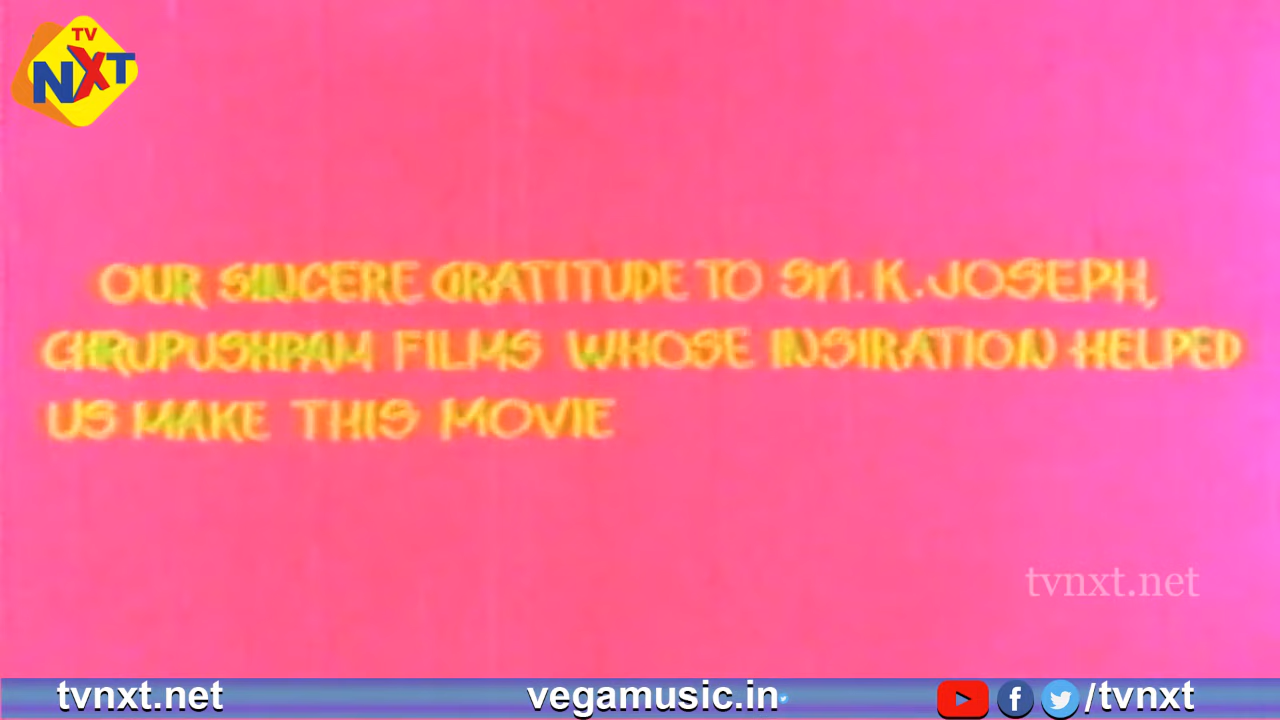 TV
NXT
OUR SINCERE GRATITUDE TO Sri. K. JOSEPH,
CHRUPUSHPAM FILMS WHOSE INSIRATION HELPED
US MAKE THIS MOVIE
tvnxt.net
tvnxt.net vegamusic.in /tvnxt